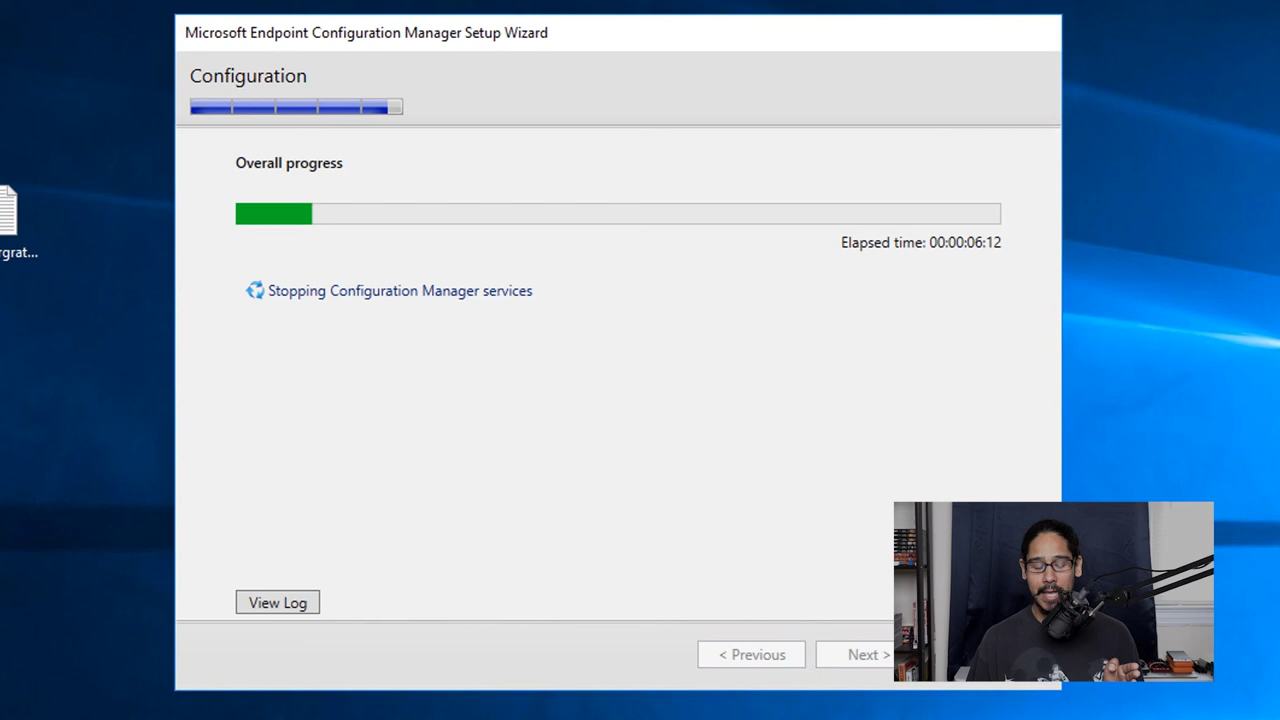 Microsoft Endpoint Configuration Manager Setup Wizard
Configuration
Overall progress
Elapsed time: 00:00:06:12
rgrat...
Stopping Configuration Manager services
View Log
< Previous
Next >